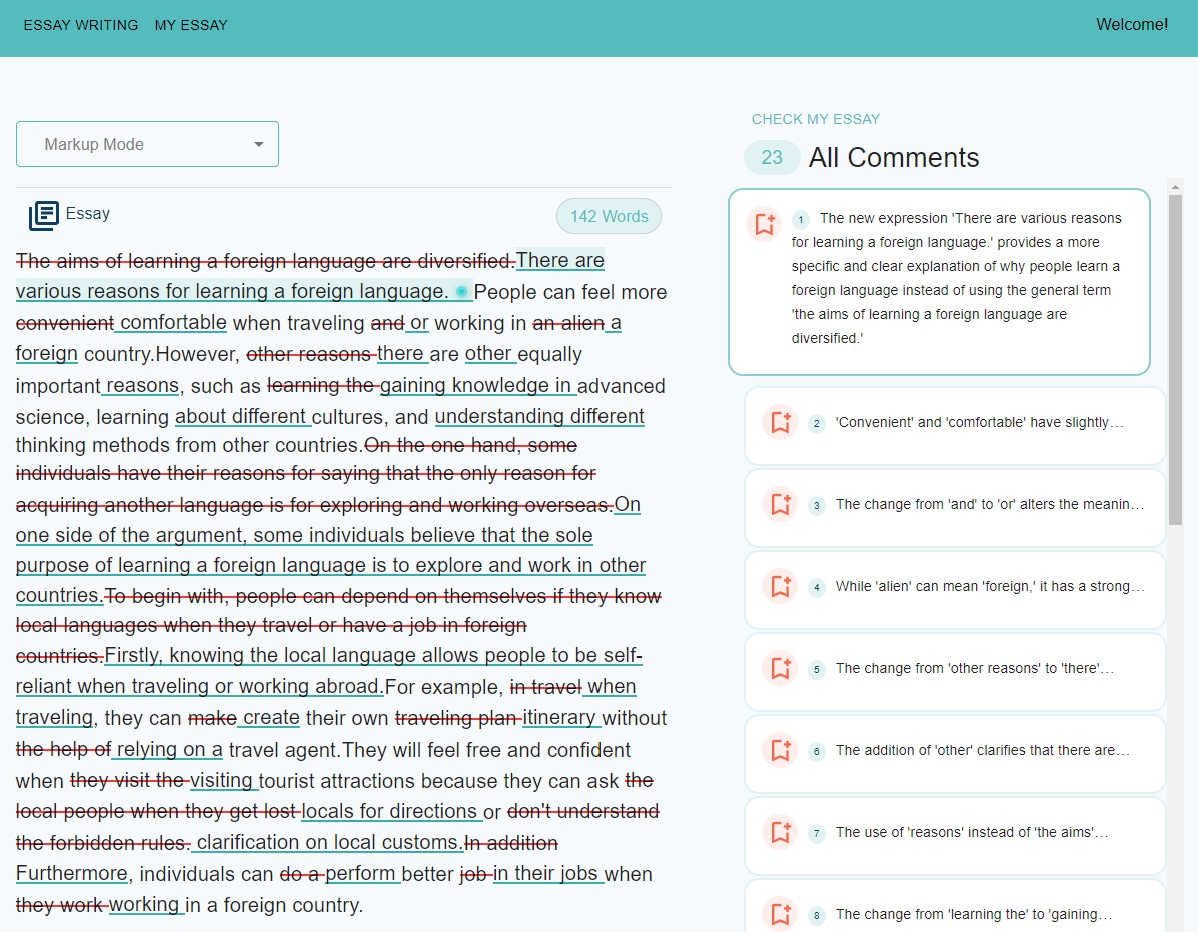 ESSAY WRITING MY ESSAY
Welcome!
Markup Mode
Essay
142 Words
The aims of learning a foreign language are diversified.There are
various reasons for learning a foreign language. People can feel more
convenient comfortable when traveling and or working in an alien a
foreign country.However, other reasons there are other equally
important reasons, such as learning the gaining knowledge in advanced
science, learning about different cultures, and understanding different
thinking methods from other countries.On the one hand, some
individuals have their reasons for saying that the only reason for
acquiring another language is for exploring and working overseas.On
one side of the argument, some individuals believe that the sole
purpose of learning a foreign language is to explore and work in other
countries.To begin with, people can depend on themselves if they know
local languages when they travel or have a job in foreign
countries.Firstly, knowing the local language allows people to be self-
reliant when traveling or working abroad.For example, in travel when
traveling, they can make create their own traveling plan itinerary without
the help of relying on a travel agent.They will feel free and confident
when they visit the visiting tourist attractions because they can ask the
local people when they get lost locals for directions or don't understand
the forbidden rules. clarification on local customs.In addition
Furthermore, individuals can do a perform better job in their jobs when
they work working in a foreign country.
CHECK MY ESSAY
23 All Comments
1 The new expression 'There are various reasons
for learning a foreign language.' provides a more
specific and clear explanation of why people learn a
foreign language instead of using the general term
'the aims of learning a foreign language are
diversified.'
2 'Convenient' and 'comfortable' have slightly…
3 The change from 'and' to 'or' alters the meanin…
4 While 'alien' can mean 'foreign,' it has a strong…
5 The change from 'other reasons' to 'there'…
6 The addition of 'other' clarifies that there are…
7 The use of 'reasons' instead of 'the aims'…
8 The change from 'learning the' to 'gaining…